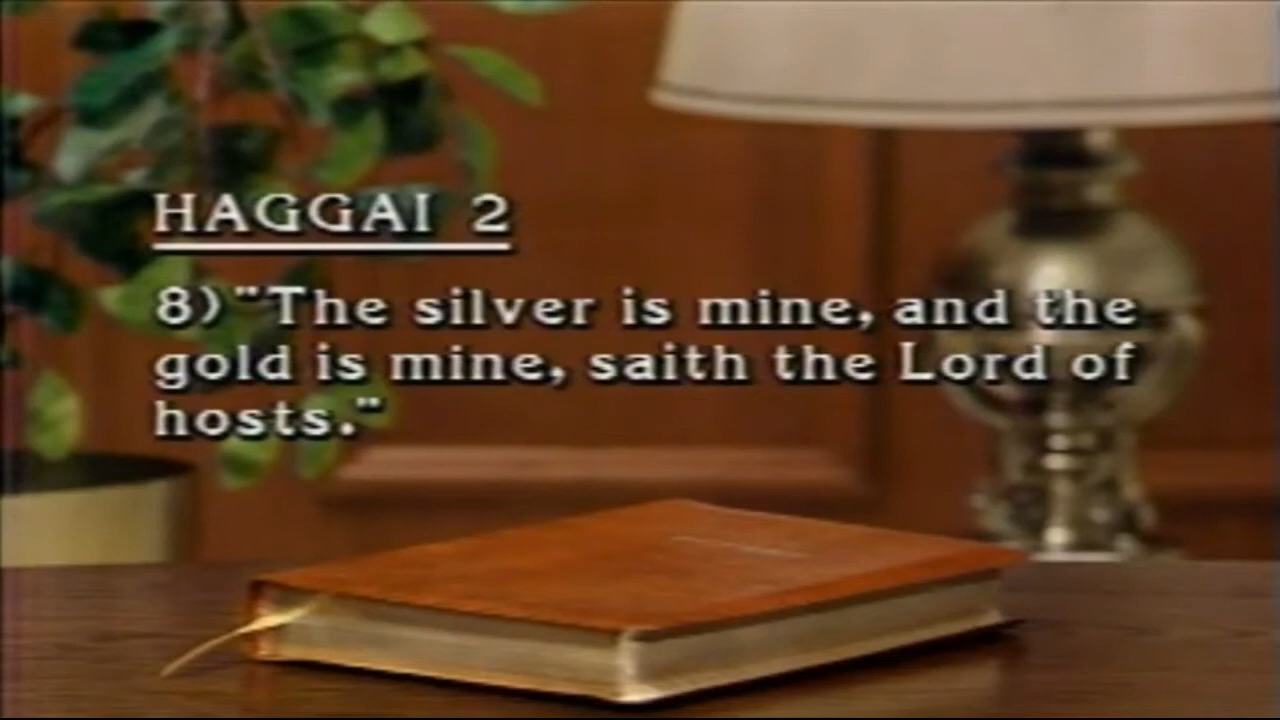 HAGGAI 2
8) "The silver is mine, and the
gold is mine, saith the Lord of
hosts."